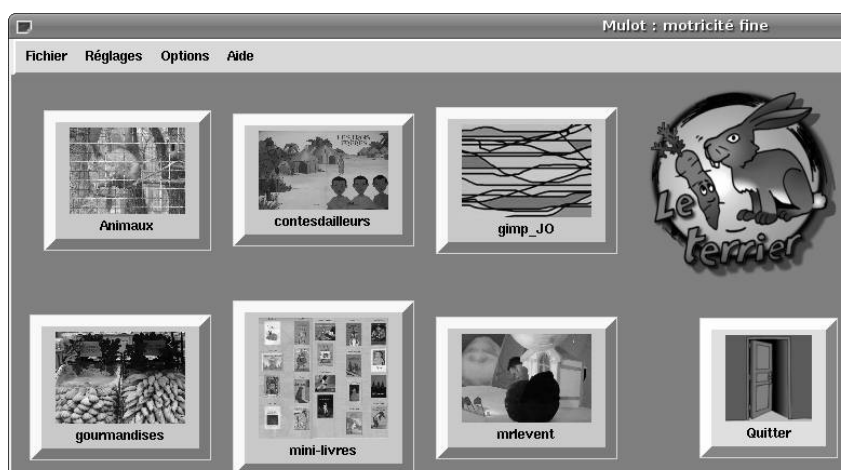 Mulot : motricité fine
Fichier Réglages Options Aide
Animaux
contesdailleurs
gimp_JO
Le
terrier
gourmandises
mini-livres
mrlevent
Quitter